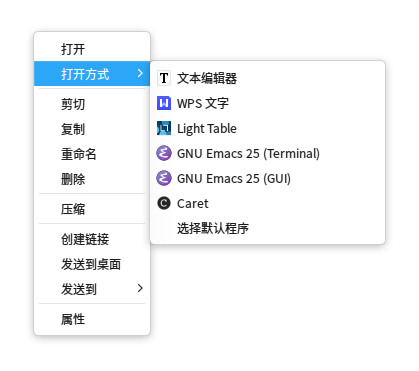 打开
打开方式
剪切
复制
重命名
删除
压缩
创建链接
发送到桌面
发送到
属性
文本编辑器
WPS 文字
Light Table
GNU Emacs 25 (Terminal)
GNU Emacs 25 (GUI)
Caret
选择默认程序